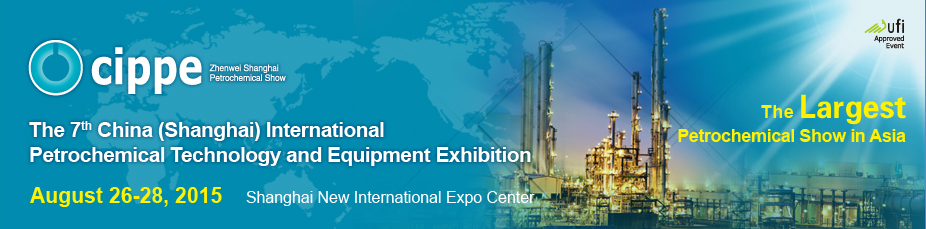 cippe
Zhenwei Shanghai
Petrochemical Show
ufi
Approved
Event
The Largest
Petrochemical Show in Asia
The 7th China (Shanghai) International
Petrochemical Technology and Equipment Exhibition
August 26-28, 2015 Shanghai New International Expo Center